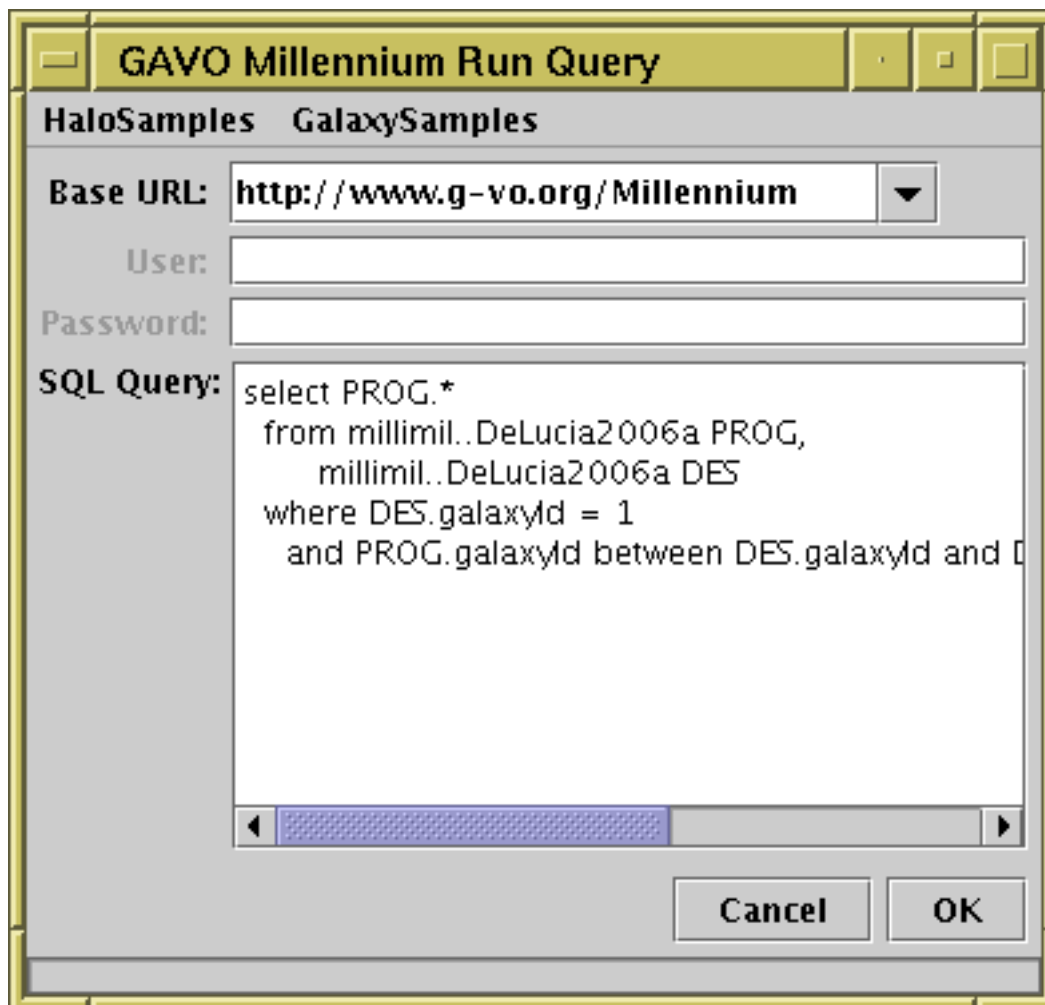 GAVO Millennium Run Query
HaloSamples GalaxySamples
Base URL: http://www.g-vo.org/Millennium
User:
Password:
SQL Query:
select PROG.*
from millimil..DeLucia2006a PROG,
millimil..DeLucia2006a DES
where DES.galaxyId = 1
and PROG.galaxyId between DES.galaxyId and
Cancel OK